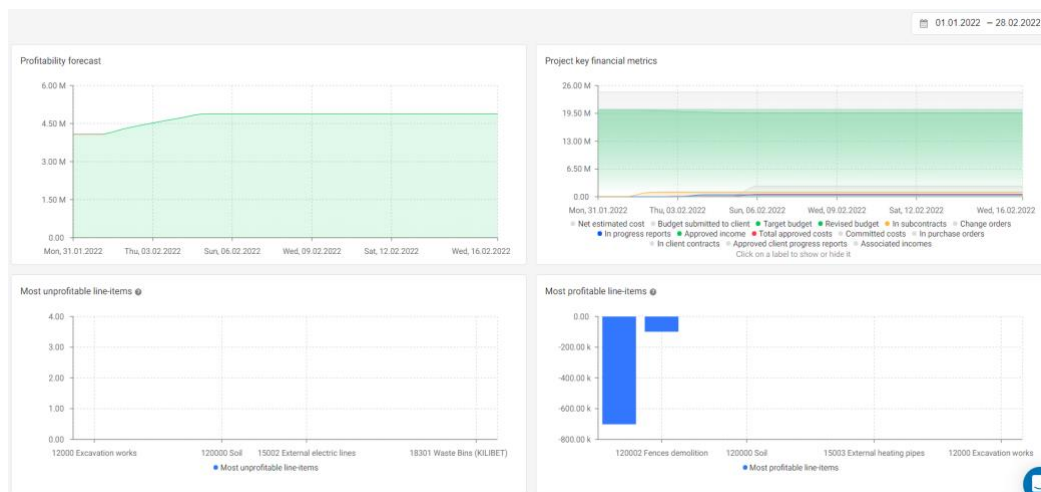 01.01.2022 – 28.02.2022
Profitability forecast
6.00 M
4.50 M
3.00 M
1.50 M
0.00
Mon, 31.01.2022 Thu, 03.02.2022 Sun, 06.02.2022 Wed, 09.02.2022 Sat, 12.02.2022 Wed, 16.02.2022
Project key financial metrics
26.00 M
19.50 M
13.00 M
6.50 M
0.00
Mon, 31.01.2022 Thu, 03.02.2022 Sun, 06.02.2022 Wed, 09.02.2022 Sat, 12.02.2022 Wed, 16.02.2022
Net estimated cost Budget submitted to client Target budget Revised budget In subcontracts Change orders
In progress reports Approved income Total approved costs Committed costs In purchase orders
In client contracts Approved client progress reports Associated incomes
Click on a label to show or hide it
Most unprofitable line-items
4.00
3.00
2.00
1.00
0.00
12000 Excavation works 120000 Soil 15002 External electric lines 18301 Waste Bins (KILIBET)
Most unprofitable line-items
Most profitable line-items
0.00
-200.00 k
-400.00 k
-600.00 k
-800.00 k
120002 Fences demolition 120000 Soil 15003 External heating pipes 12000 Excavation works
Most profitable line-items